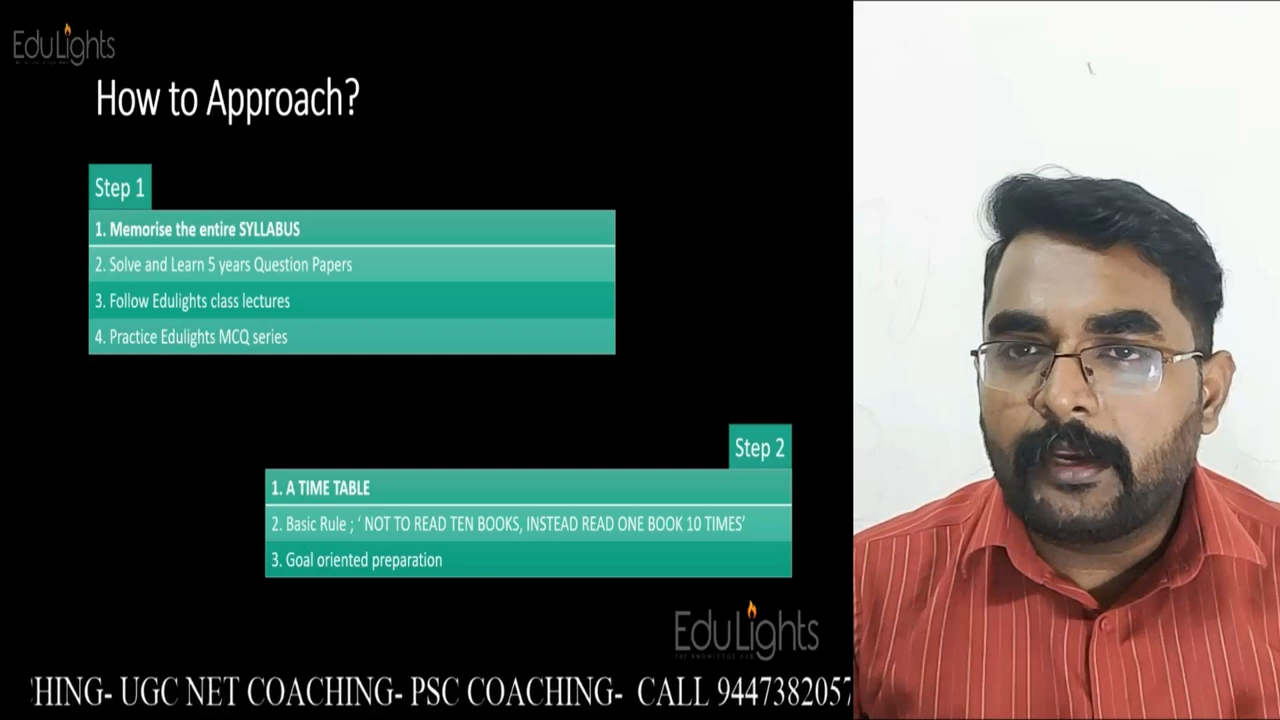 EduLights
How to Approach?
Step 1
1. Memorise the entire SYLLABUS
2. Solve and Learn 5 years Question Papers
3. Follow Edulights class lectures
4. Practice Edulights MCQ series
Step 2
1. A TIME TABLE
2. Basic Rule ; ‘ NOT TO READ TEN BOOKS, INSTEAD READ ONE BOOK 10 TIMES’
3. Goal oriented preparation
EduLights
THE KNOWLEDGE HUB
HING- UGC NET COACHING- PSC COACHING- CALL 9447382057